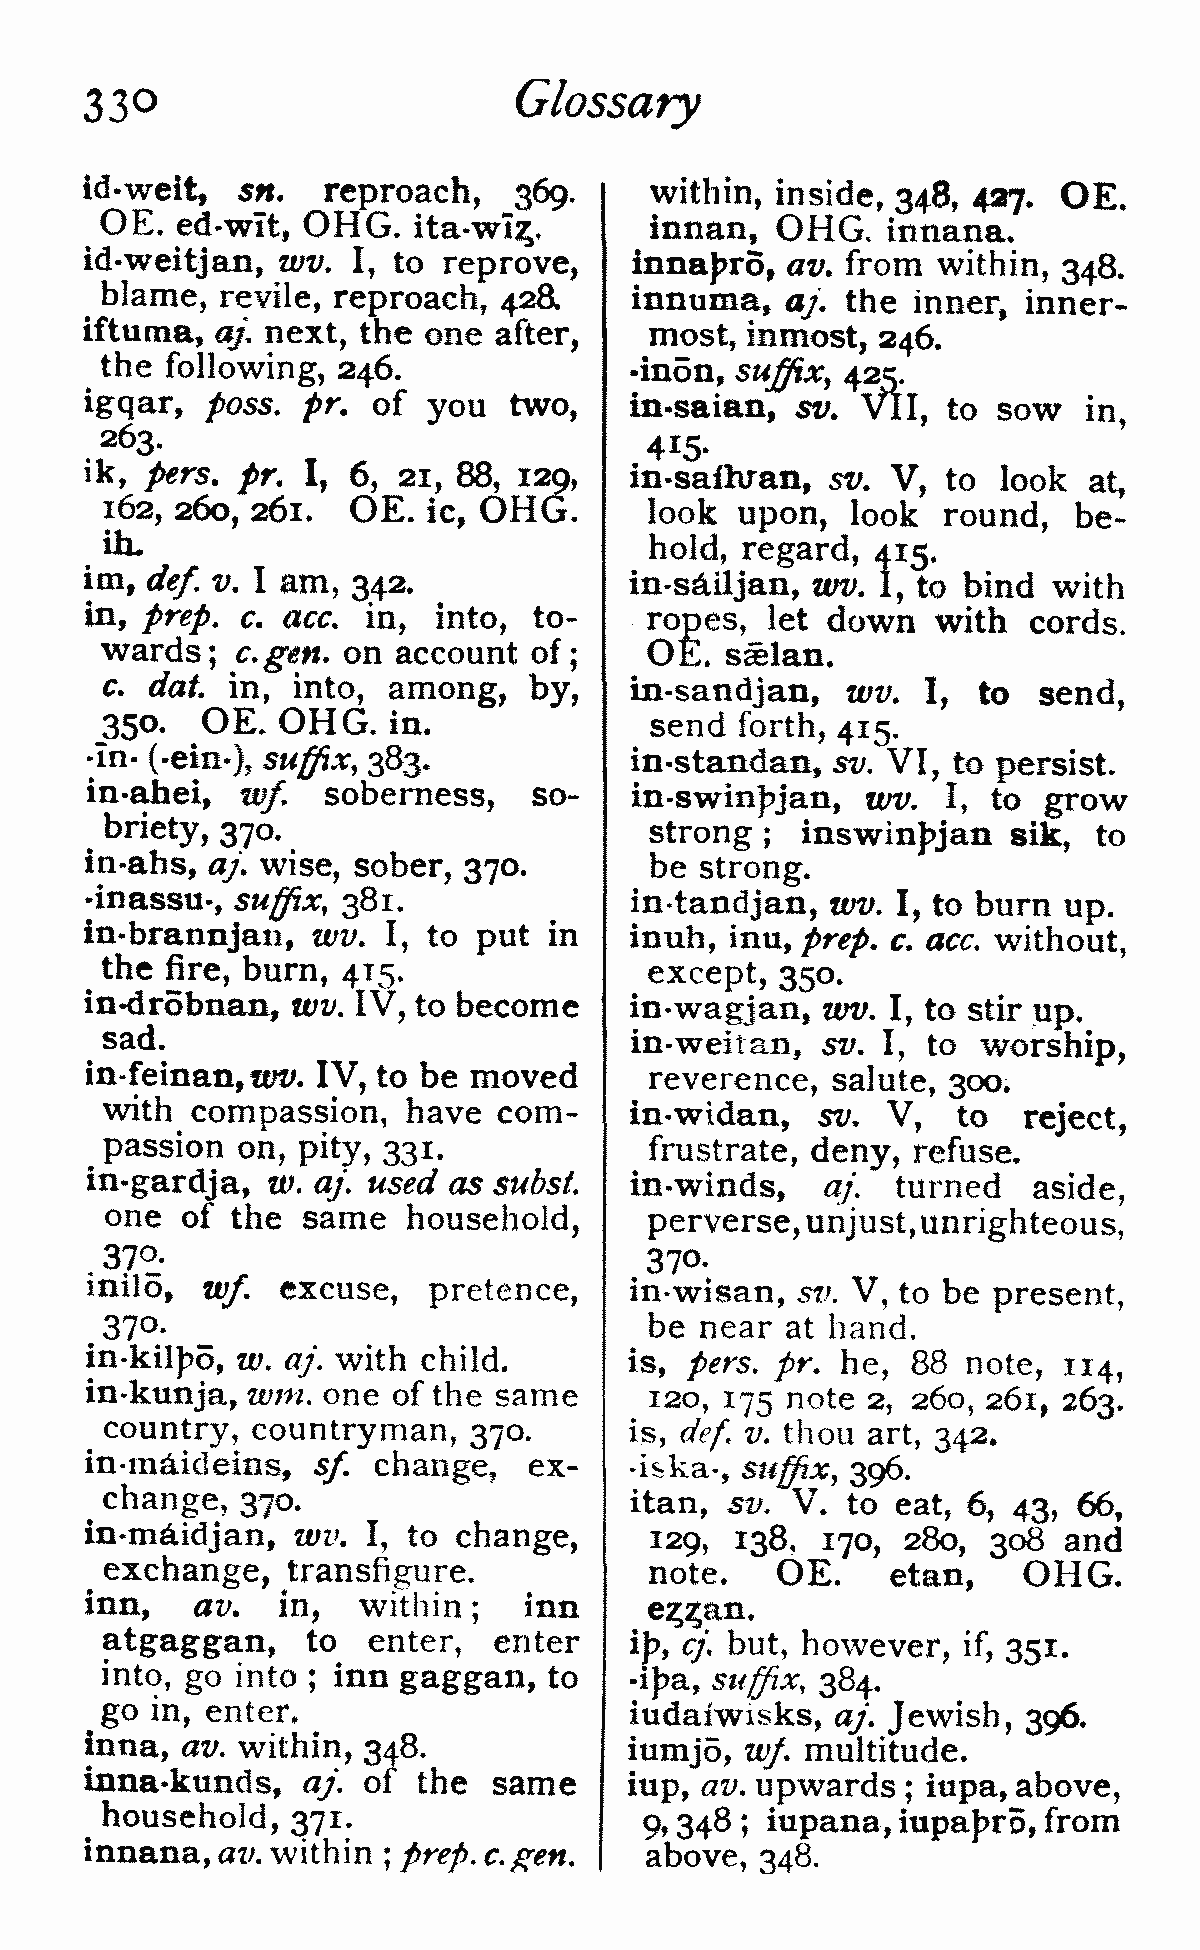 330 Glossary
id·weit, sn. reproach, 369.
OE. ed·wīt, OHG. ita·wīʒ.
id·weitjan, wv. I, to reprove,
blame, revile, reproach, 428.
iftuma, aj. next, the one after,
the following, 246.
igqar, poss. pr. of you two,
263.
ik, pers. pr. I, 6, 21, 88, 129,
162, 260, 261. OE. ic, OHG.
ih.
im, def. v. I am, 342.
in, prep. c. acc. in, into, to-
wards; c. gen. on account of;
c. dat. in, into, among, by,
350. OE. OHG. in.
·īn· (·ein·), suffix, 383.
in·ahei, wf. soberness, so-
briety, 370.
in·ahs, aj. wise, sober, 370.
·inassu·, suffix, 381.
in·brannjan, wv. I, to put in
the fire, burn, 415.
in·drōbnan, wv. IV, to become
sad.
in·feinan, wv. IV, to be moved
with compassion, have com-
passion on, pity, 331.
in·gardja, w. aj. used as subst.
one of the same household,
370.
inilō, wf. excuse, pretence,
370.
in·kilþō, w. aj. with child.
in·kunja, wm. one of the same
country, countryman, 370.
in·máideins, sf. change, ex-
change, 370.
in·máidjan, wv. I, to change,
exchange, transfigure.
inn, av. in, within; inn
atgaggan, to enter, enter
into, go into; inn gaggan, to
go in, enter.
inna, av. within, 348.
inna·kunds, aj. of the same
household, 371.
innana, av. within; prep. c. gen.
within, inside, 348, 427. OE.
innan, OHG. innana.
innaþrō, av. from within, 348.
innuma, aj. the inner, inner-
most, inmost, 246.
·inōn, suffix, 425.
in·saian, sv. VII, to sow in,
415.
in·saíƕan, sv. V, to look at,
look upon, look round, be-
hold, regard, 415.
in·sáiljan, wv. I, to bind with
ropes, let down with cords.
OE. sǣlan.
in·sandjan, wv. I, to send,
send forth, 415.
in·standan, sv. VI, to persist.
in·swinþjan, wv. I, to grow
strong; inswinþjan sik, to
be strong.
in·tandjan, wv. I, to burn up.
inuh, inu, prep. c. acc. without,
except, 350.
in·wagjan, wv. I, to stir up.
in·weitan, sv. I, to worship,
reverence, salute, 300.
in·widan, sv. V, to reject,
frustrate, deny, refuse.
in·winds, aj. turned aside,
perverse, unjust, unrighteous,
370.
in·wisan, sv. V, to be present,
be near at hand.
is, pers. pr. he, 88 note, 114,
120, 175 note 2, 260, 261, 263.
is, def. v. thou art, 342.
·iska·, suffix, 396.
itan, sv. V. to eat, 6, 43, 66,
129, 138, 170, 280, 308 and
note. OE. etan, OHG.
eʒʒan.
iþ, cj. but, however, if, 351.
·iþa, suffix, 384.
iudaíwisks, aj. Jewish, 396.
iumjō, wf. multitude.
iup, av. upwards; iupa, above,
9, 348; iupana, iupaþrō, from
above, 348.